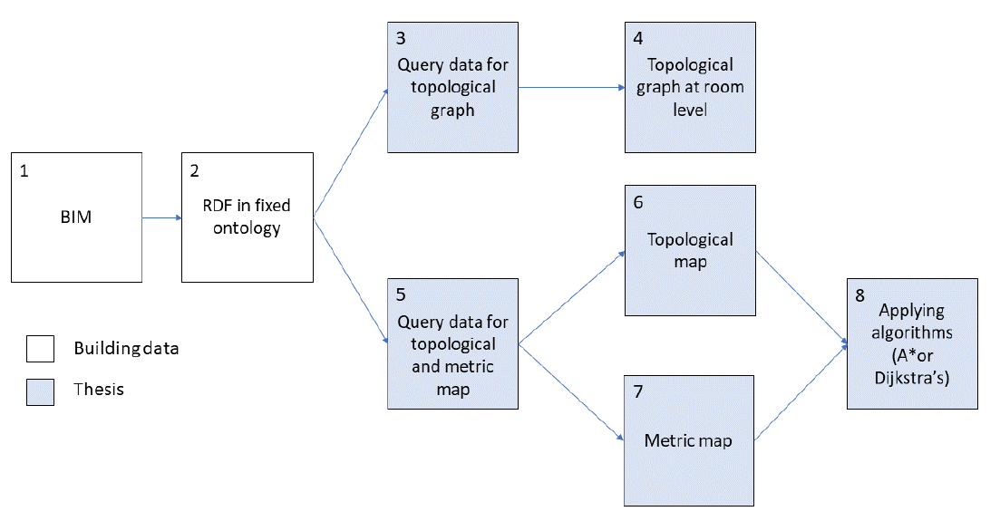 1
BIM
2
RDF in fixed
ontology
3
Query data for
topological
graph
4
Topological
graph at room
level
5
Query data for
topological
and metric
map
6
Topological
map
7
Metric map
8
Applying
algorithms
(A*or
Dijkstra's)
Building data
Thesis